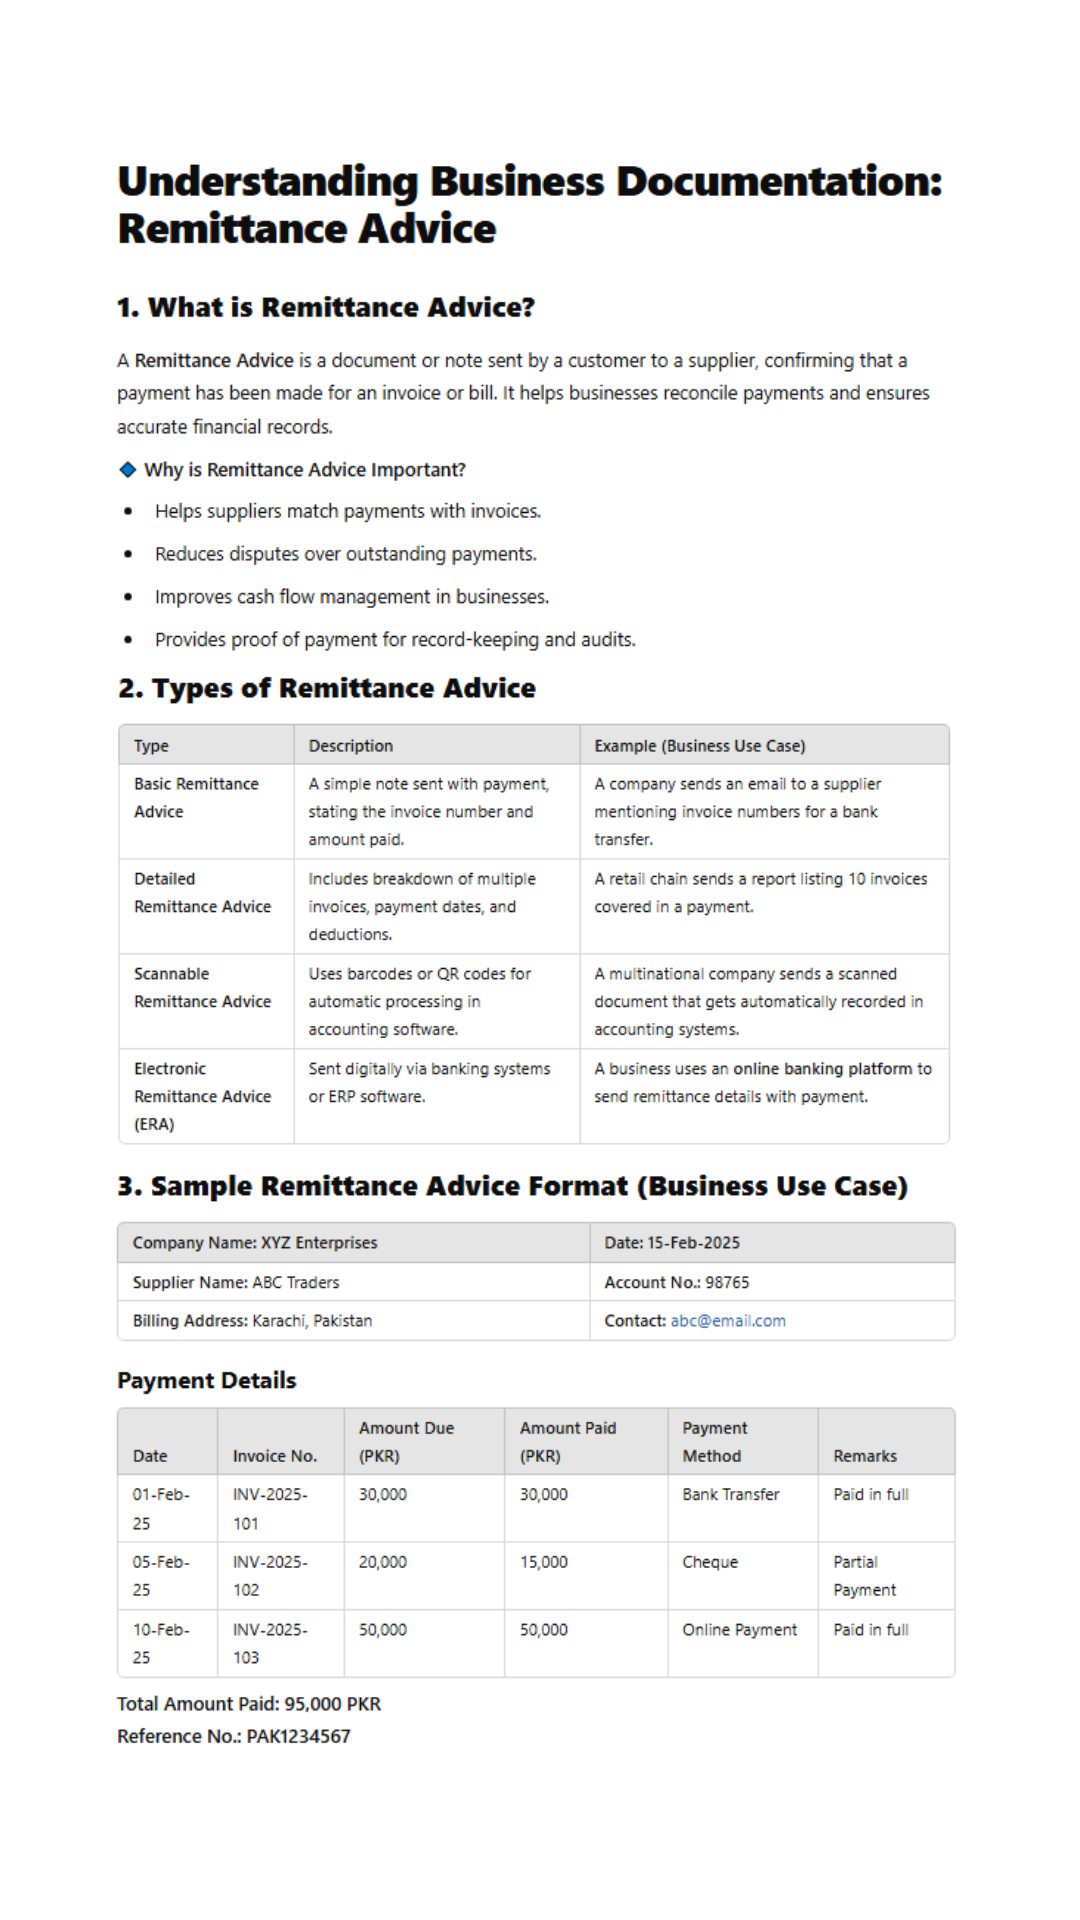 Understanding Business Documentation:
Remittance Advice
1. What is Remittance Advice?
A Remittance Advice is a document or note sent by a customer to a supplier, confirming that a
payment has been made for an invoice or bill. It helps businesses reconcile payments and ensures
accurate financial records.
Why is Remittance Advice Important?
• Helps suppliers match payments with invoices.
• Reduces disputes over outstanding payments.
• Improves cash flow management in businesses.
• Provides proof of payment for record-keeping and audits.
2. Types of Remittance Advice
Type Description Example (Business Use Case)
Basic Remittance A simple note sent with payment, A company sends an email to a supplier
Advice stating the invoice number and mentioning invoice numbers for a bank
amount paid. transfer.
Detailed Includes breakdown of multiple A retail chain sends a report listing 10 invoices
Remittance Advice invoices, payment dates, and covered in a payment.
deductions.
Scannable Uses barcodes or QR codes for A multinational company sends a scanned
Remittance Advice automatic processing in document that gets automatically recorded in
accounting software. accounting systems.
Electronic Sent digitally via banking systems A business uses an online banking platform to
Remittance Advice or ERP software. send remittance details with payment.
(ERA)
3. Sample Remittance Advice Format (Business Use Case)
Company Name: XYZ Enterprises Date: 15-Feb-2025
Supplier Name: ABC Traders Account No.: 98765
Billing Address: Karachi, Pakistan Contact: abc@email.com
Payment Details
Amount Due Amount Paid Payment
Date Invoice No. (PKR) (PKR) Method Remarks
01-Feb- INV-2025- 30,000 30,000 Bank Transfer Paid in full
25 101
05-Feb- INV-2025- 20,000 15,000 Cheque Partial
25 102 Payment
10-Feb- INV-2025- 50,000 50,000 Online Payment Paid in full
25 103
Total Amount Paid: 95,000 PKR
Reference No.: PAK1234567